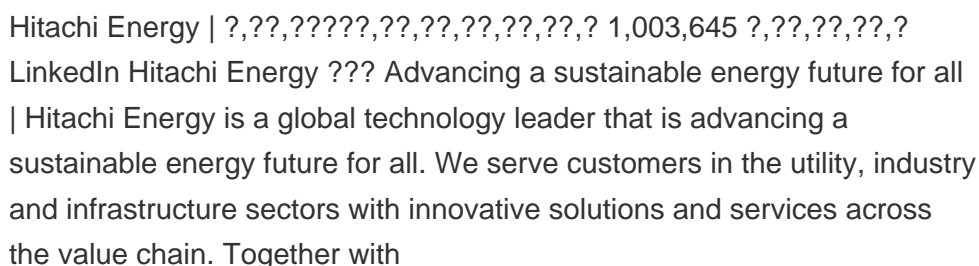 Hitachi Energy | ?,??,?????,??,??,??,??,??,? 1,003,645 ?,??,??,??,?
LinkedIn Hitachi Energy ??? Advancing a sustainable energy future for all
| Hitachi Energy is a global technology leader that is advancing a
sustainable energy future for all. We serve customers in the utility, industry
and infrastructure sectors with innovative solutions and services across
the value chain. Together with